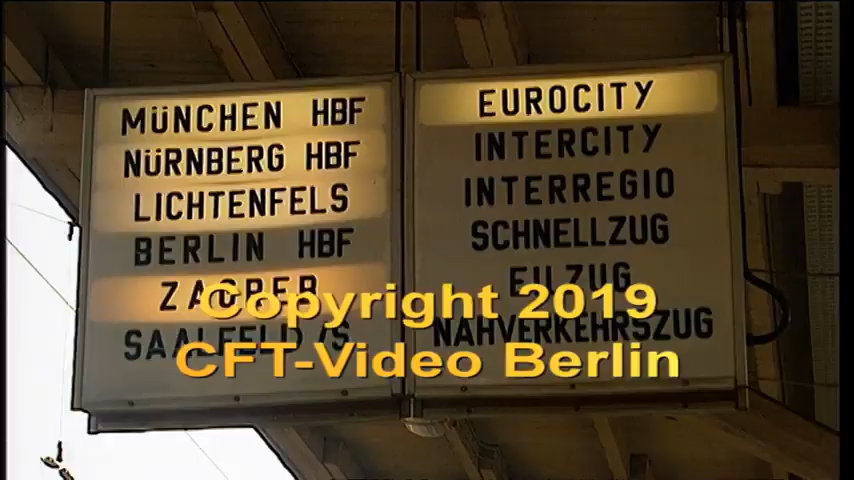 MÜNCHEN HBF
NÜRNBERG HBF
LICHTENFELS
BERLIN HBF
ZAGREB
SAALFELD /S
EUROCITY
INTERCITY
INTERREGIO
SCHNELLZUG
EILZUG
NAHVERKEHRSZUG
Copyright 2019
CFT-Video Berlin